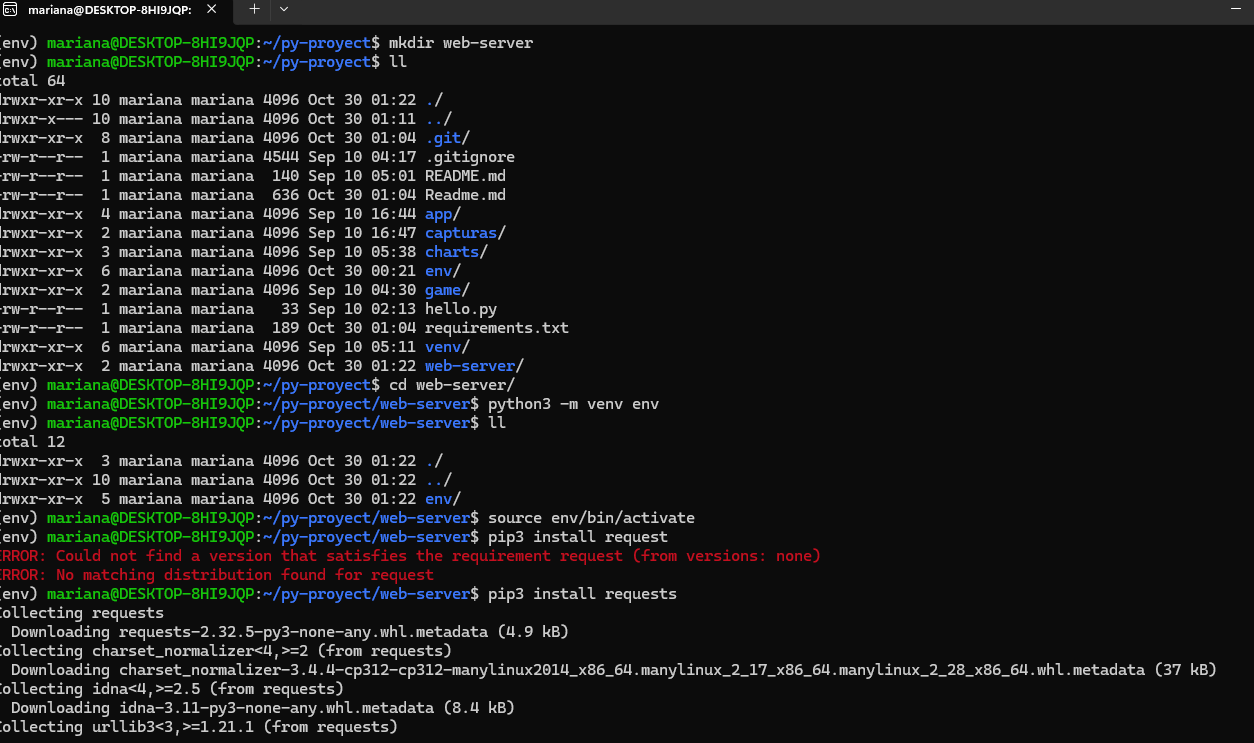 mariana@DESKTOP-8HI9JQP:
(env) mariana@DESKTOP-8HI9JQP:~/py-proyect$ mkdir web-server
(env) mariana@DESKTOP-8HI9JQP:~/py-proyect$ ll
total 64
drwxr-xr-x 10 mariana mariana 4096 Oct 30 01:22 ./
drwxr-x--- 10 mariana mariana 4096 Oct 30 01:11 ../
drwxr-xr-x  8 mariana mariana 4096 Oct 30 01:04 .git/
-rw-r--r--  1 mariana mariana 4544 Sep 10 04:17 .gitignore
-rw-r--r--  1 mariana mariana  140 Sep 10 05:01 README.md
-rw-r--r--  1 mariana mariana  636 Oct 30 01:04 Readme.md
drwxr-xr-x  4 mariana mariana 4096 Sep 10 16:44 app/
drwxr-xr-x  2 mariana mariana 4096 Sep 10 16:47 capturas/
drwxr-xr-x  3 mariana mariana 4096 Sep 10 05:38 charts/
drwxr-xr-x  6 mariana mariana 4096 Oct 30 00:21 env/
drwxr-xr-x  2 mariana mariana 4096 Sep 10 04:30 game/
-rw-r--r--  1 mariana mariana   33 Sep 10 02:13 hello.py
-rw-r--r--  1 mariana mariana  189 Oct 30 01:04 requirements.txt
drwxr-xr-x  6 mariana mariana 4096 Sep 10 05:11 venv/
drwxr-xr-x  2 mariana mariana 4096 Oct 30 01:22 web-server/
(env) mariana@DESKTOP-8HI9JQP:~/py-proyect$ cd web-server/
(env) mariana@DESKTOP-8HI9JQP:~/py-proyect/web-server$ python3 -m venv env
(env) mariana@DESKTOP-8HI9JQP:~/py-proyect/web-server$ ll
total 12
drwxr-xr-x  3 mariana mariana 4096 Oct 30 01:22 ./
drwxr-xr-x 10 mariana mariana 4096 Oct 30 01:22 ../
drwxr-xr-x  5 mariana mariana 4096 Oct 30 01:22 env/
(env) mariana@DESKTOP-8HI9JQP:~/py-proyect/web-server$ source env/bin/activate
(env) mariana@DESKTOP-8HI9JQP:~/py-proyect/web-server$ pip3 install request
ERROR: Could not find a version that satisfies the requirement request (from versions: none)
ERROR: No matching distribution found for request
(env) mariana@DESKTOP-8HI9JQP:~/py-proyect/web-server$ pip3 install requests
Collecting requests
  Downloading requests-2.32.5-py3-none-any.whl.metadata (4.9 kB)
Collecting charset_normalizer<4,>=2 (from requests)
  Downloading charset_normalizer-3.4.4-cp312-cp312-manylinux2014_x86_64.manylinux_2_17_x86_64.manylinux_2_28_x86_64.whl.metadata (37 kB)
Collecting idna<4,>=2.5 (from requests)
  Downloading idna-3.11-py3-none-any.whl.metadata (8.4 kB)
Collecting urllib3<3,>=1.21.1 (from requests)